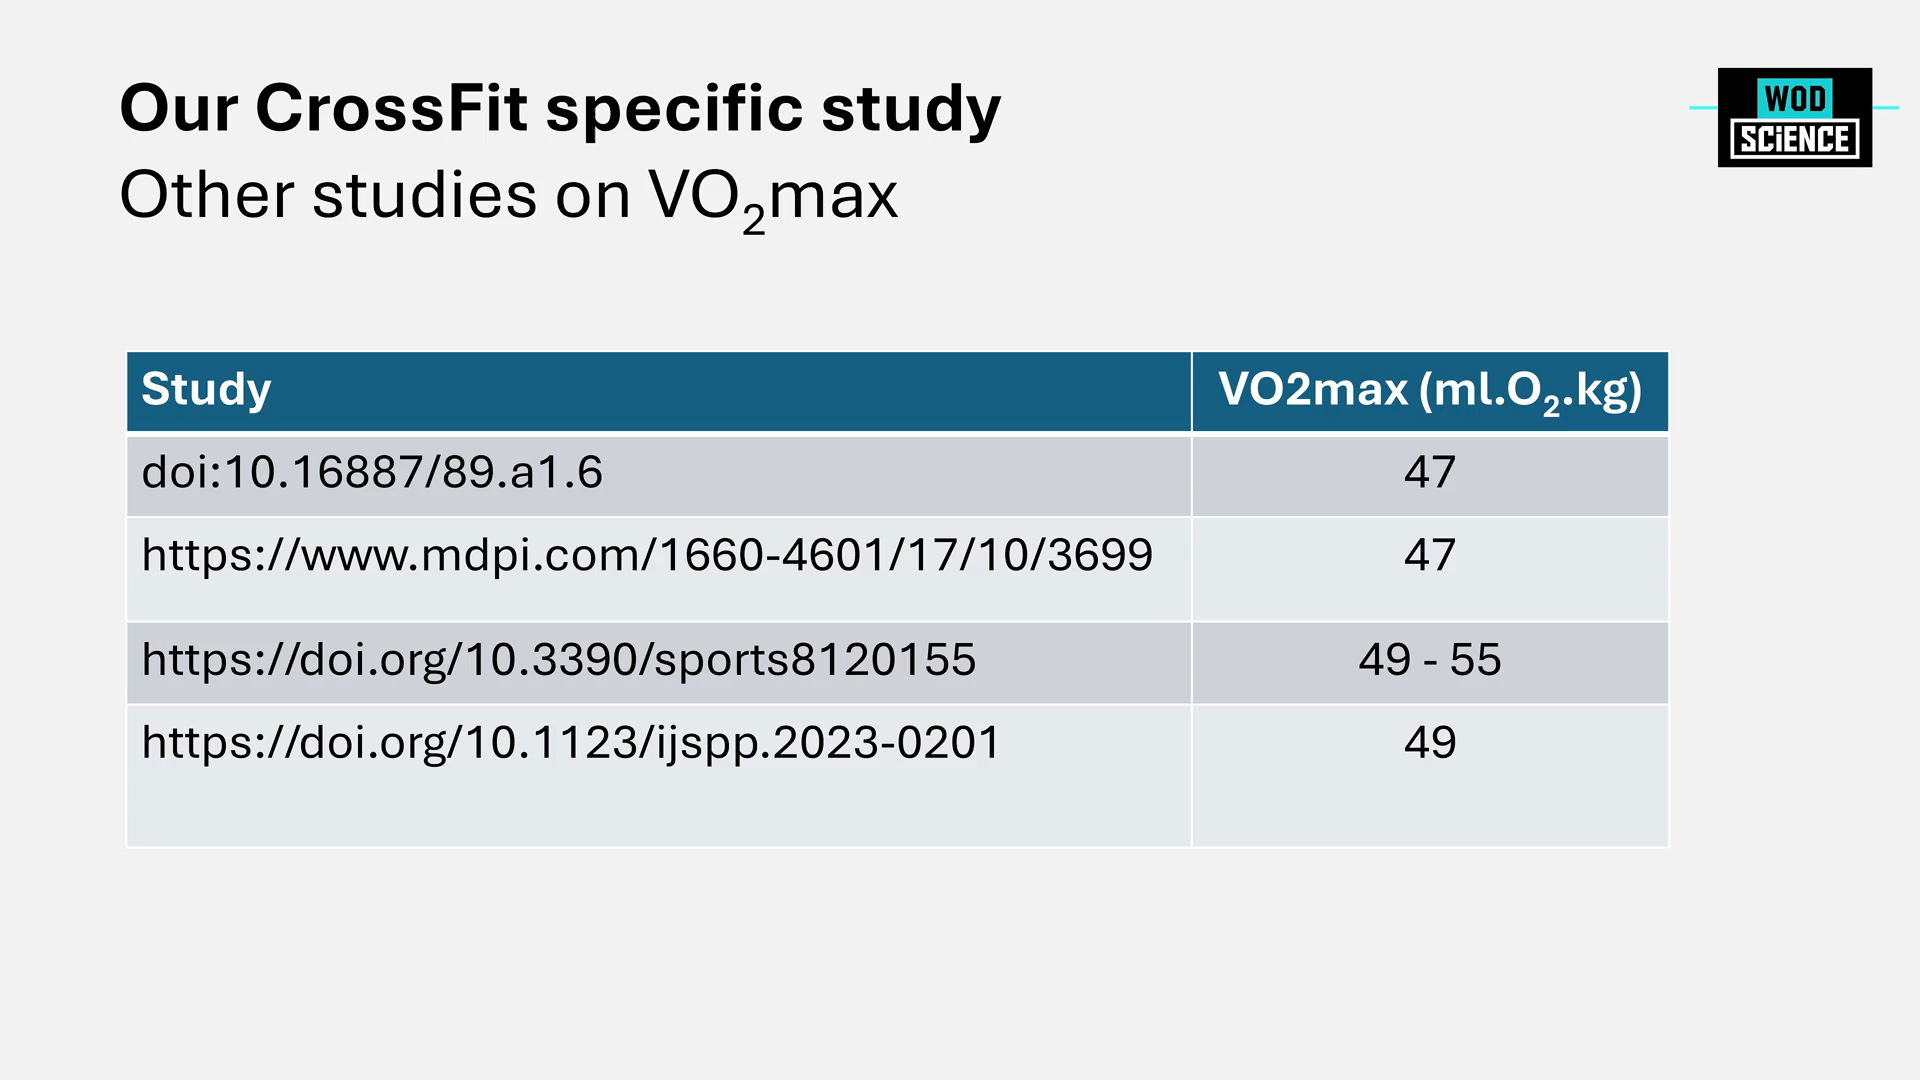 Our CrossFit specific study
WOD
SCiENCE
Other studies on VO₂max
Study
VO2max (ml.O₂.kg)
doi:10.16887/89.a1.6
47
https://www.mdpi.com/1660-4601/17/10/3699
47
https://doi.org/10.3390/sports8120155
49 - 55
https://doi.org/10.1123/ijspp.2023-0201
49